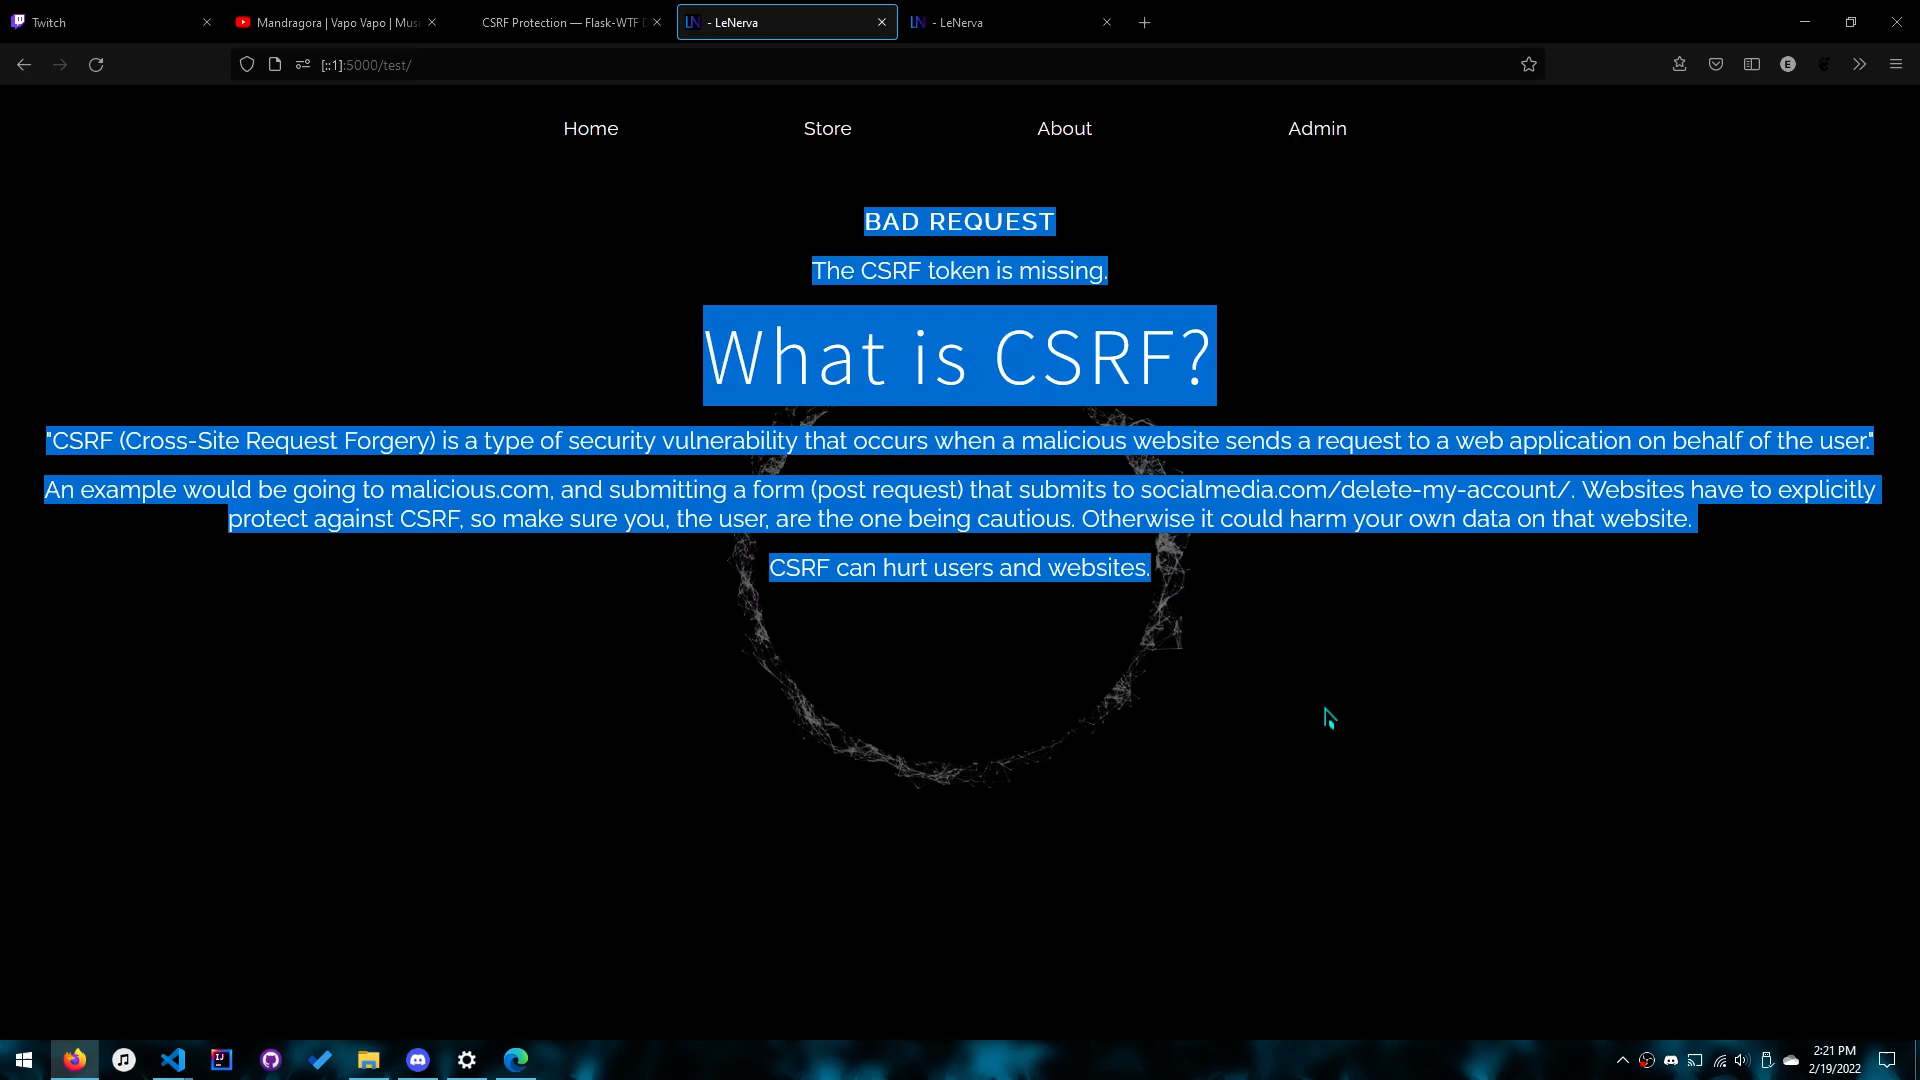 Twitch
Mandragora | Vapo Vapo | Musi
CSRF Protection — Flask-WTF D
LN - LeNerva
LN - LeNerva
[::1]:5000/test/
E
Home
Store
About
Admin
BAD REQUEST
The CSRF token is missing.
What is CSRF?
"CSRF (Cross-Site Request Forgery) is a type of security vulnerability that occurs when a malicious website sends a request to a web application on behalf of the user."
An example would be going to malicious.com, and submitting a form (post request) that submits to socialmedia.com/delete-my-account/. Websites have to explicitly
protect against CSRF, so make sure you, the user, are the one being cautious. Otherwise it could harm your own data on that website.
CSRF can hurt users and websites.
IJ
2:21 PM
2/19/2022